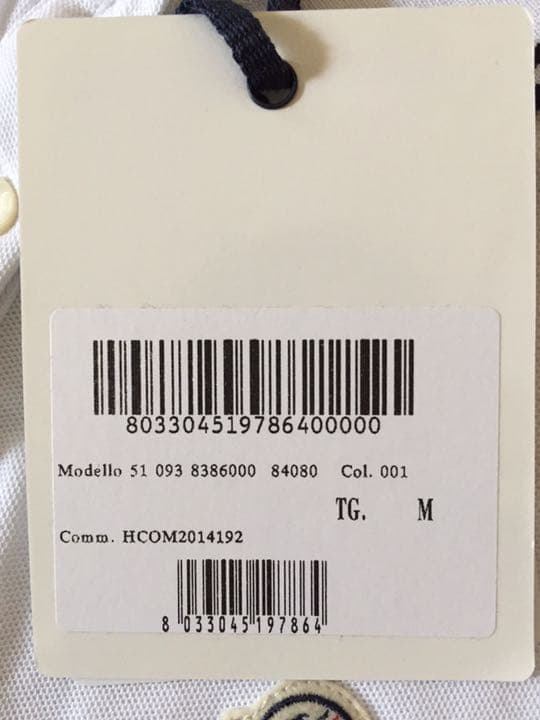 803304519786400000
Modello 51 093 8386000 84080 Col. 001
TG. M
Comm. HCOM2014192
8 033045 197864